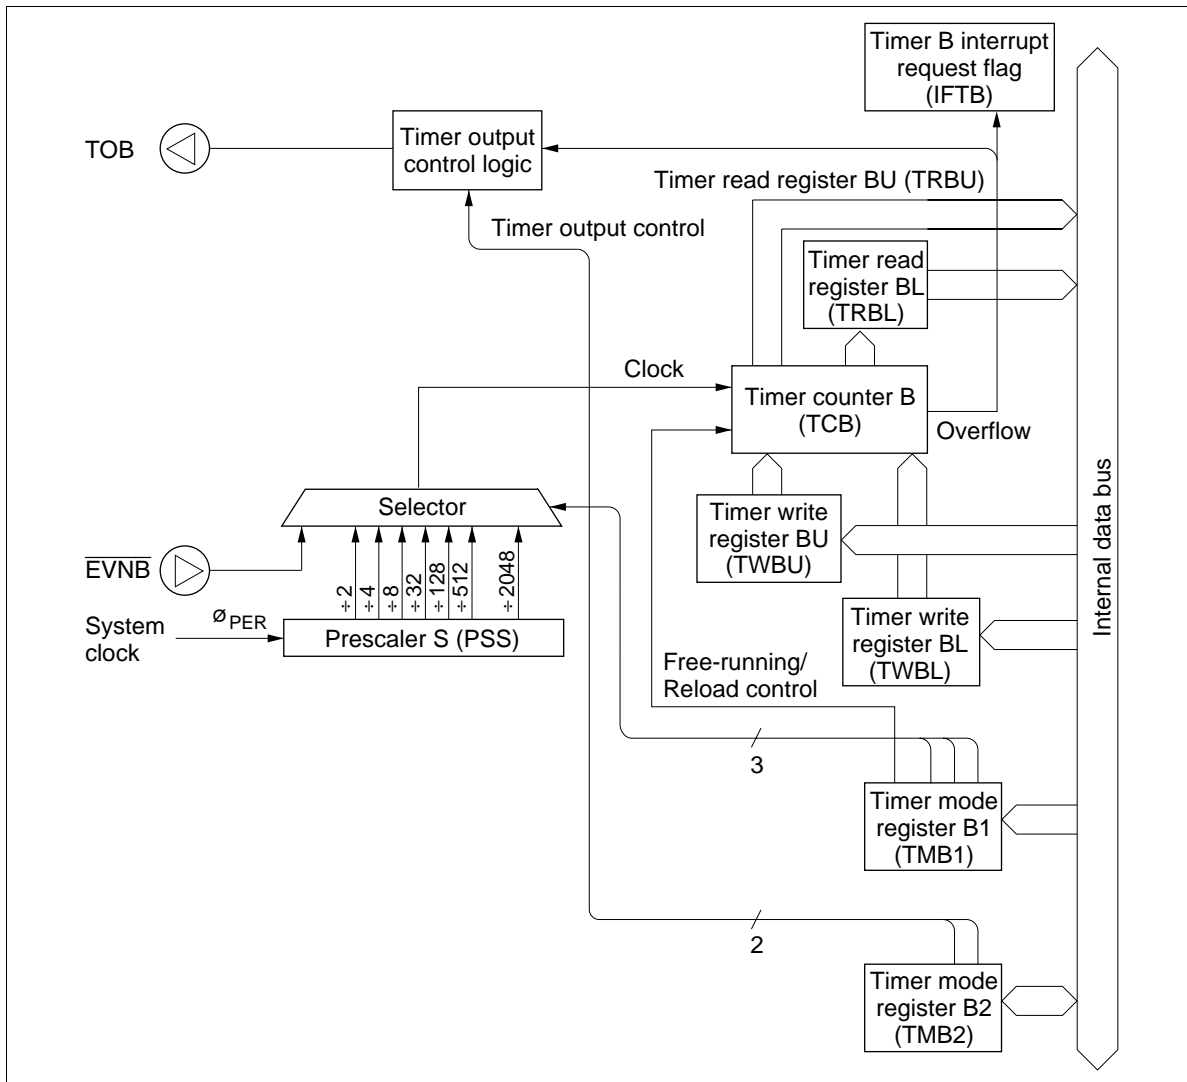 Timer B interrupt
request flag
(IFTB)
TOB
Timer output
control logic
Timer read register BU (TRBU)
Timer output control
Timer read
register BL
(TRBL)
Clock
Timer counter B
(TCB)
Overflow
Selector
Timer write
register BU
(TWBU)
EVNB
÷2
÷4
÷8
÷32
÷128
÷512
÷2048
System
clock
øPER
Prescaler S (PSS)
Timer write
register BL
(TWBL)
Free-running/
Reload control
3
Timer mode
register B1
(TMB1)
2
Timer mode
register B2
(TMB2)
Internal data bus